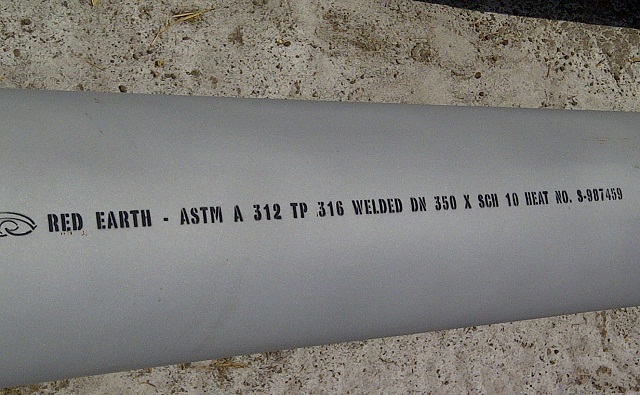 RED EARTH - ASTM A 312 TP 316 WELDED DN 350 X SCH 10 HEAT NO. S-987459